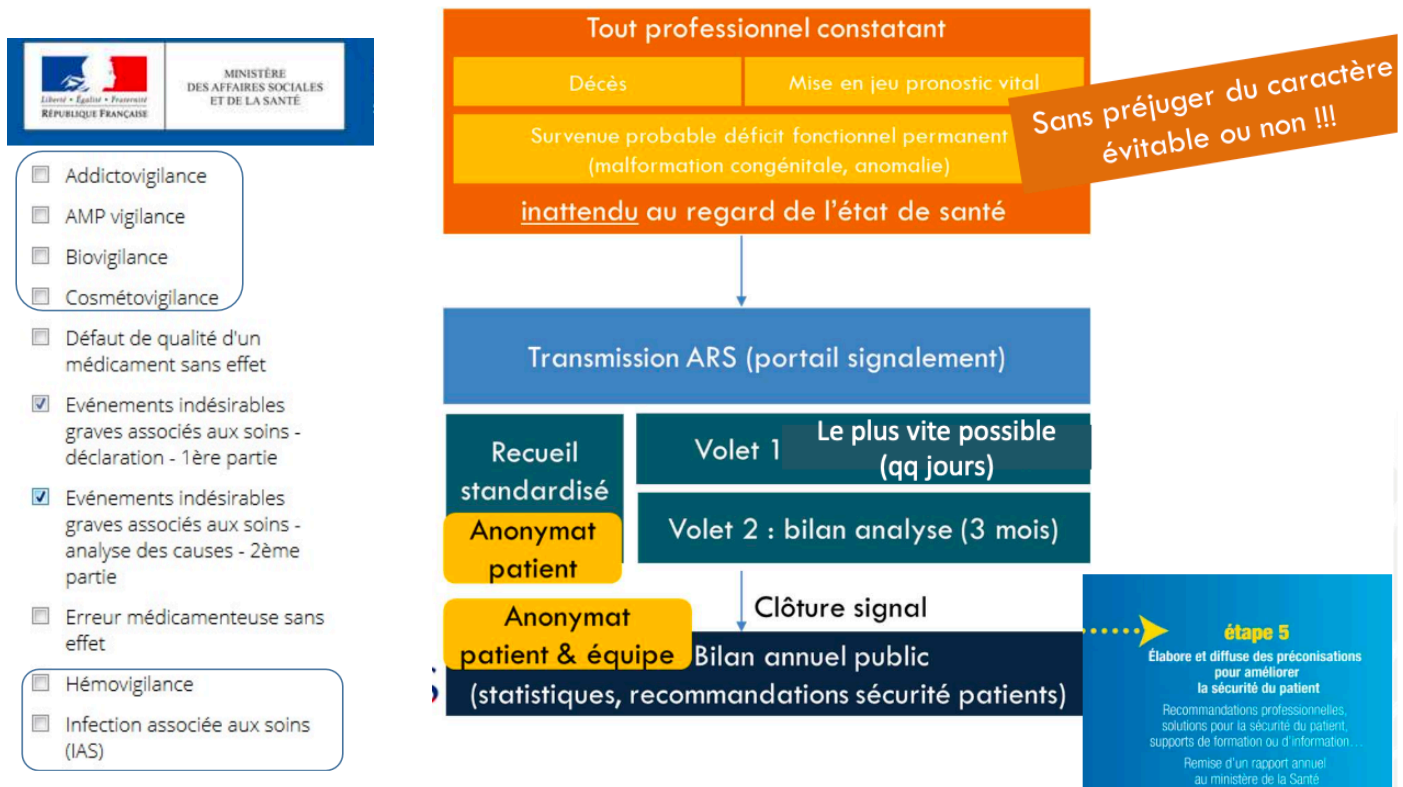 Liberté • Égalité • Fraternité
RÉPUBLIQUE FRANÇAISE
MINISTÈRE
DES AFFAIRES SOCIALES
ET DE LA SANTÉ
Addictovigilance
AMP vigilance
Biovigilance
Cosmétovigilance
Défaut de qualité d'un
médicament sans effet
Evénements indésirables
graves associés aux soins -
déclaration - 1ère partie
Evénements indésirables
graves associés aux soins -
analyse des causes - 2ème
partie
Erreur médicamenteuse sans
effet
Hémovigilance
Infection associée aux soins
(IAS)
Tout professionnel constatant
Décès
Mise en jeu pronostic vital
Survenue probable déficit fonctionnel permanent
(malformation congénitale, anomalie)
inattendu au regard de l'état de santé
Sans préjuger du caractère
évitable ou non !!!
Transmission ARS (portail signalement)
Recueil
standardisé
Anonymat
patient
Volet 1
Le plus vite possible
(qq jours)
Volet 2 : bilan analyse (3 mois)
Clôture signal
Anonymat
patient & équipe
Bilan annuel public
(statistiques, recommandations sécurité patients)
étape 5
Élabore et diffuse des préconisations
pour améliorer
la sécurité du patient
Recommandations professionnelles,
solutions pour la sécurité du patient,
supports de formation ou d'information...
Remise d'un rapport annuel
au ministère de la Santé